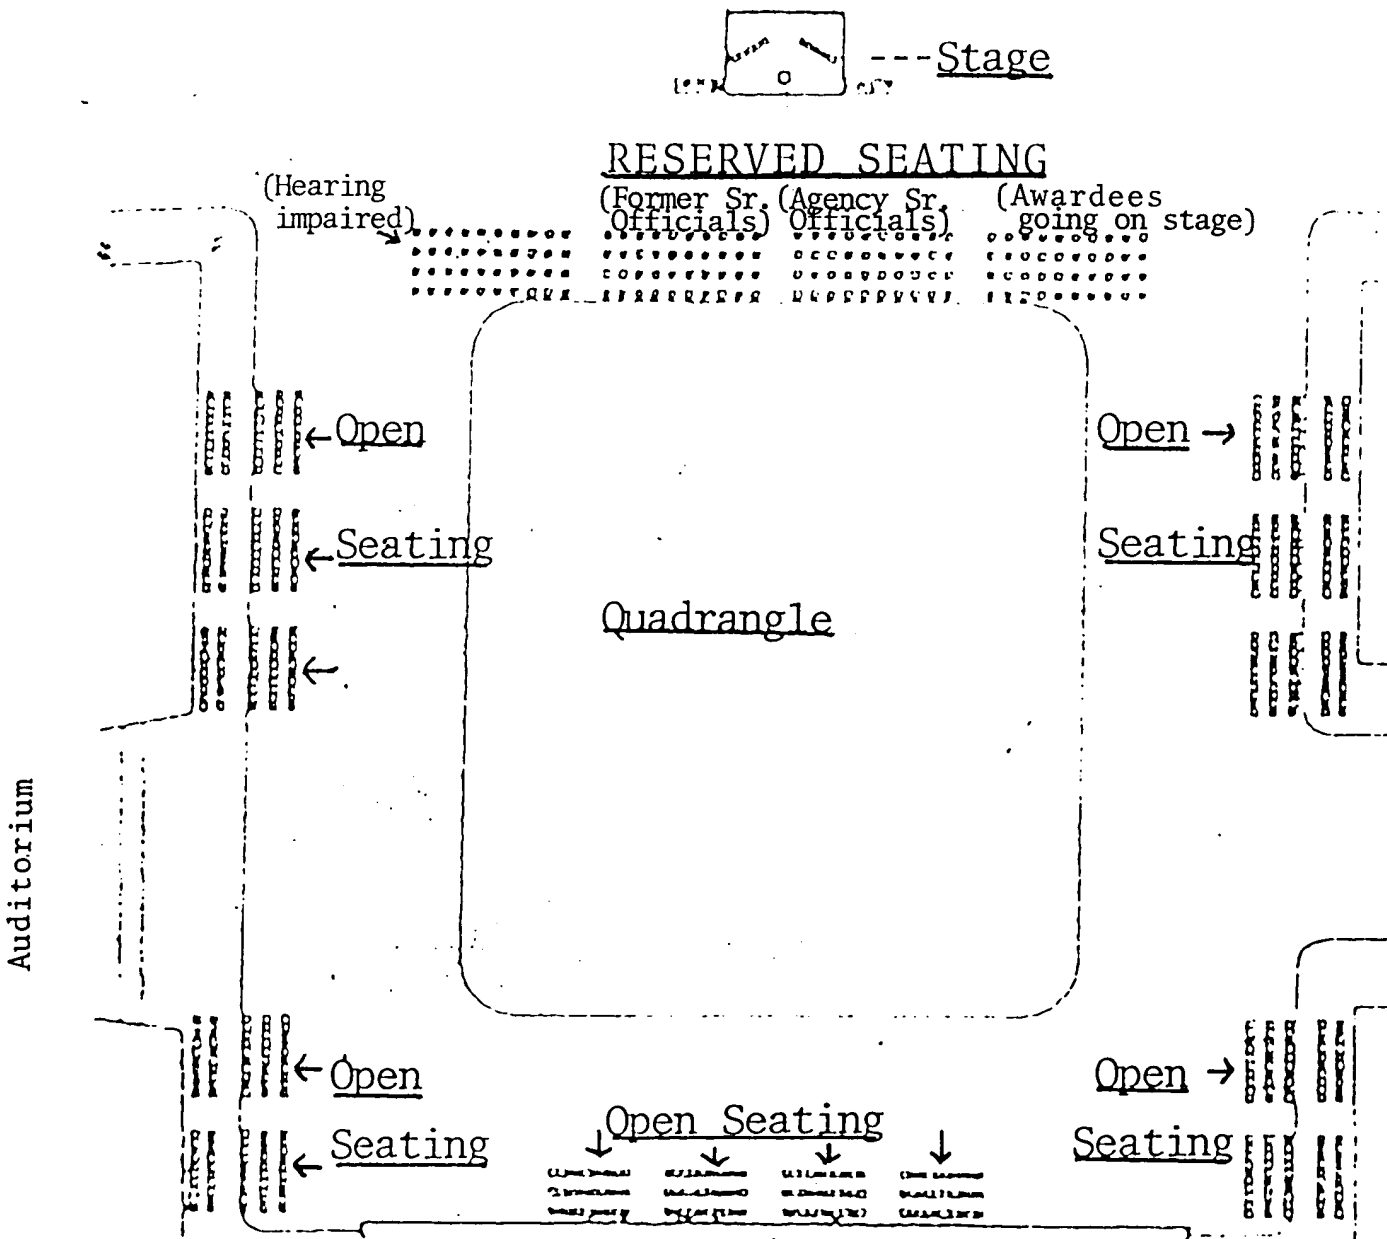 ---Stage
RESERVED SEATING
(Hearing
impaired)
(Former Sr.
Officials)
(Agency Sr.
Officials)
(Awardees
going on stage)
Open
Seating
Open
Seating
Quadrangle
Auditorium
Open
Seating
Open Seating
Open
Seating